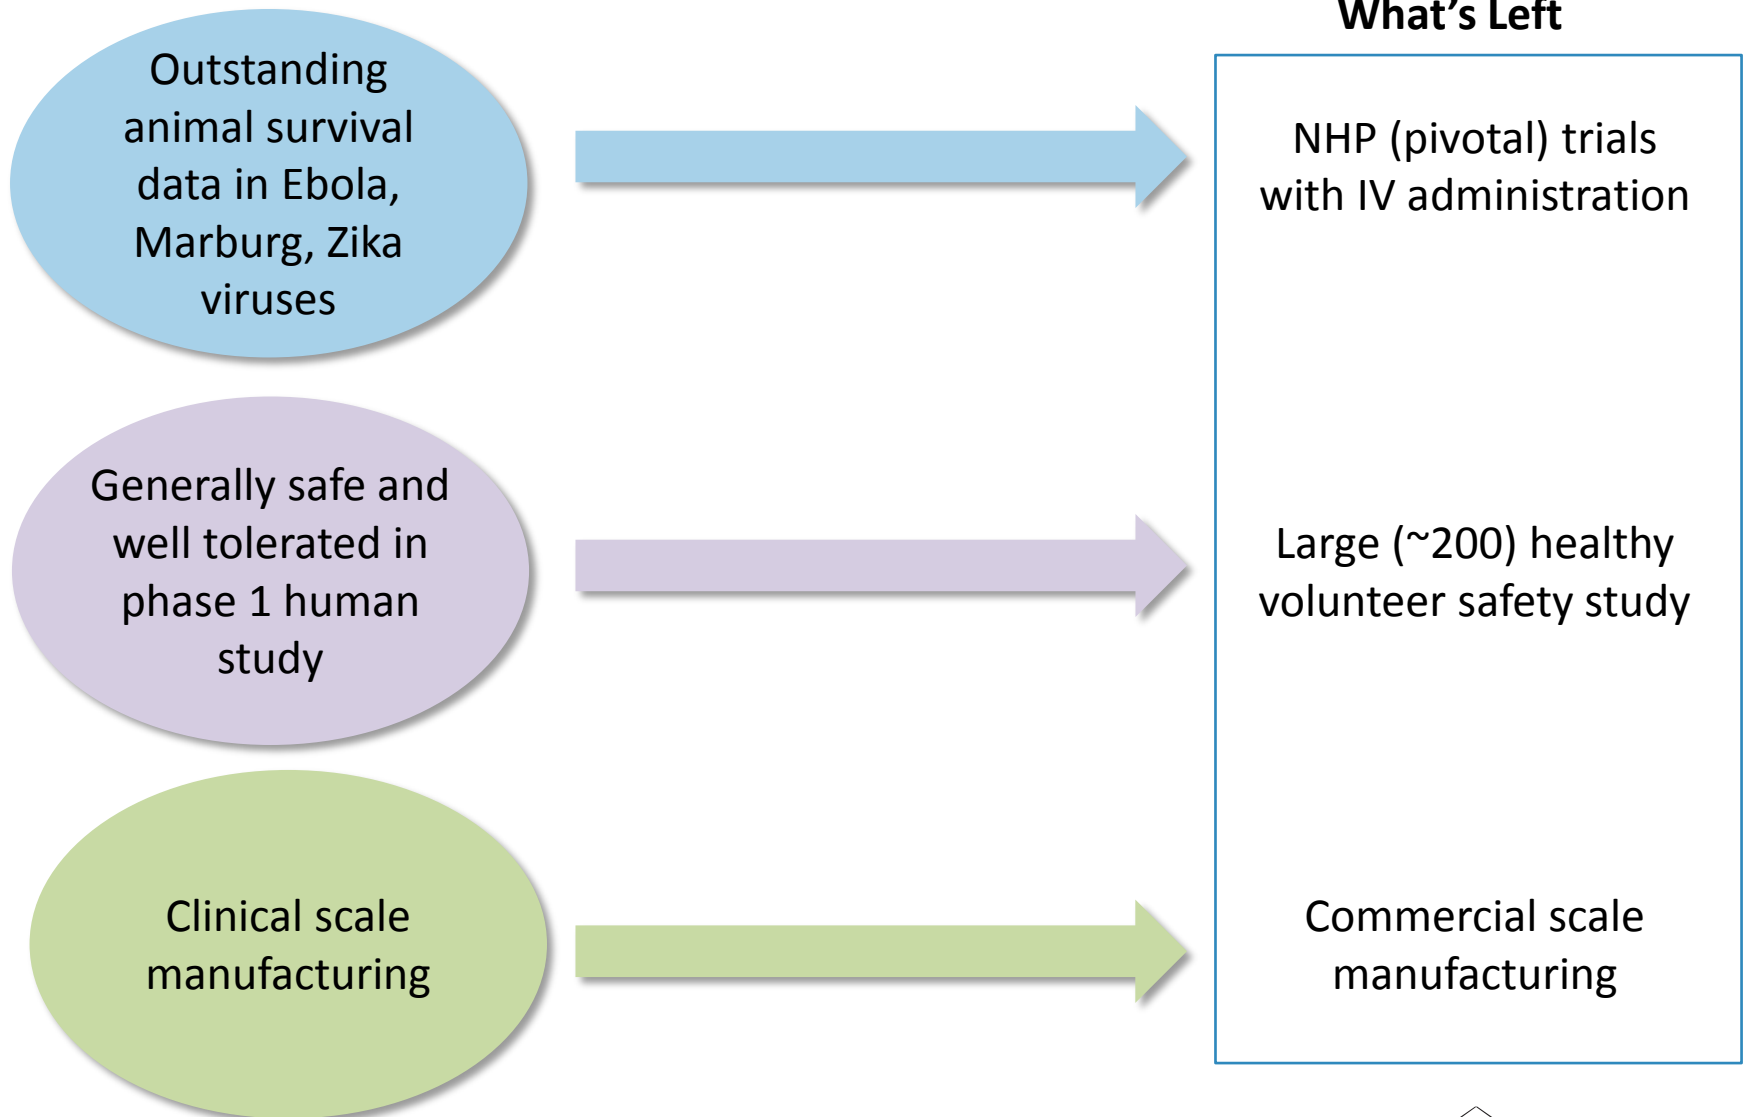 What's Left
Outstanding
animal survival
data in Ebola,
Marburg, Zika
viruses
NHP (pivotal) trials
with IV administration
Generally safe and
well tolerated in
phase 1 human
study
Large (~200) healthy
volunteer safety study
Clinical scale
manufacturing
Commercial scale
manufacturing